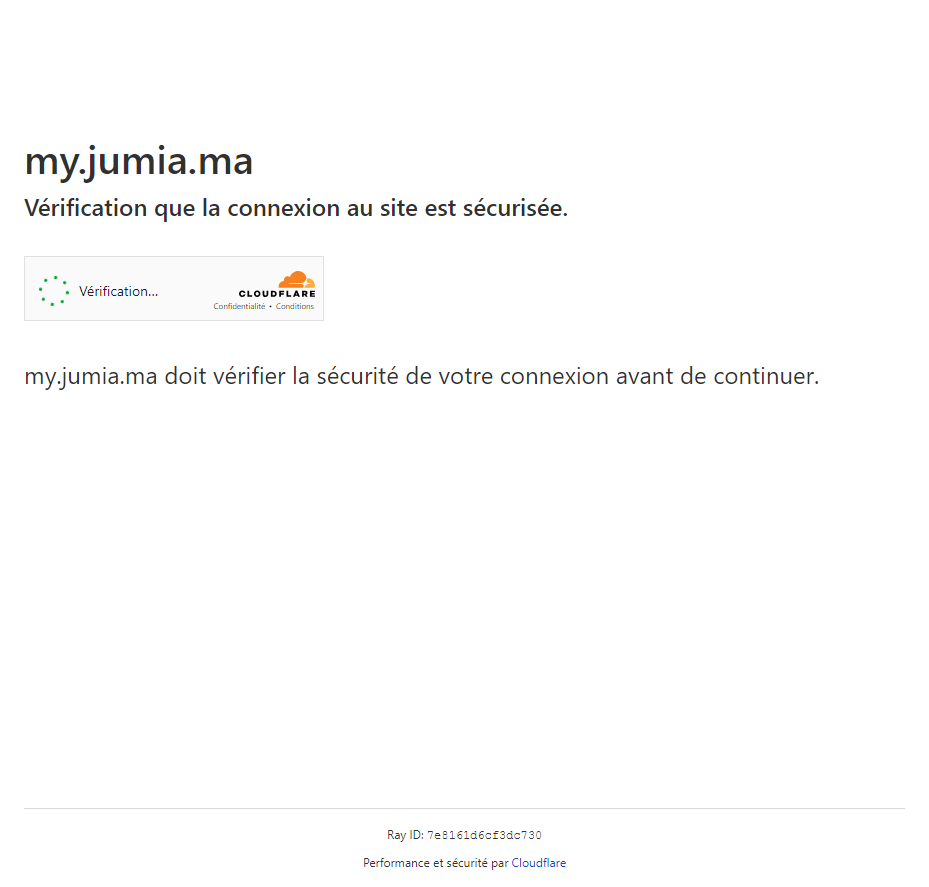 my.jumia.ma
Vérification que la connexion au site est sécurisée.
Vérification...
CLOUDFLARE
Confidentialité • Conditions
my.jumia.ma doit vérifier la sécurité de votre connexion avant de continuer.
Ray ID: 7e8161d6cf3dc730
Performance et sécurité par Cloudflare